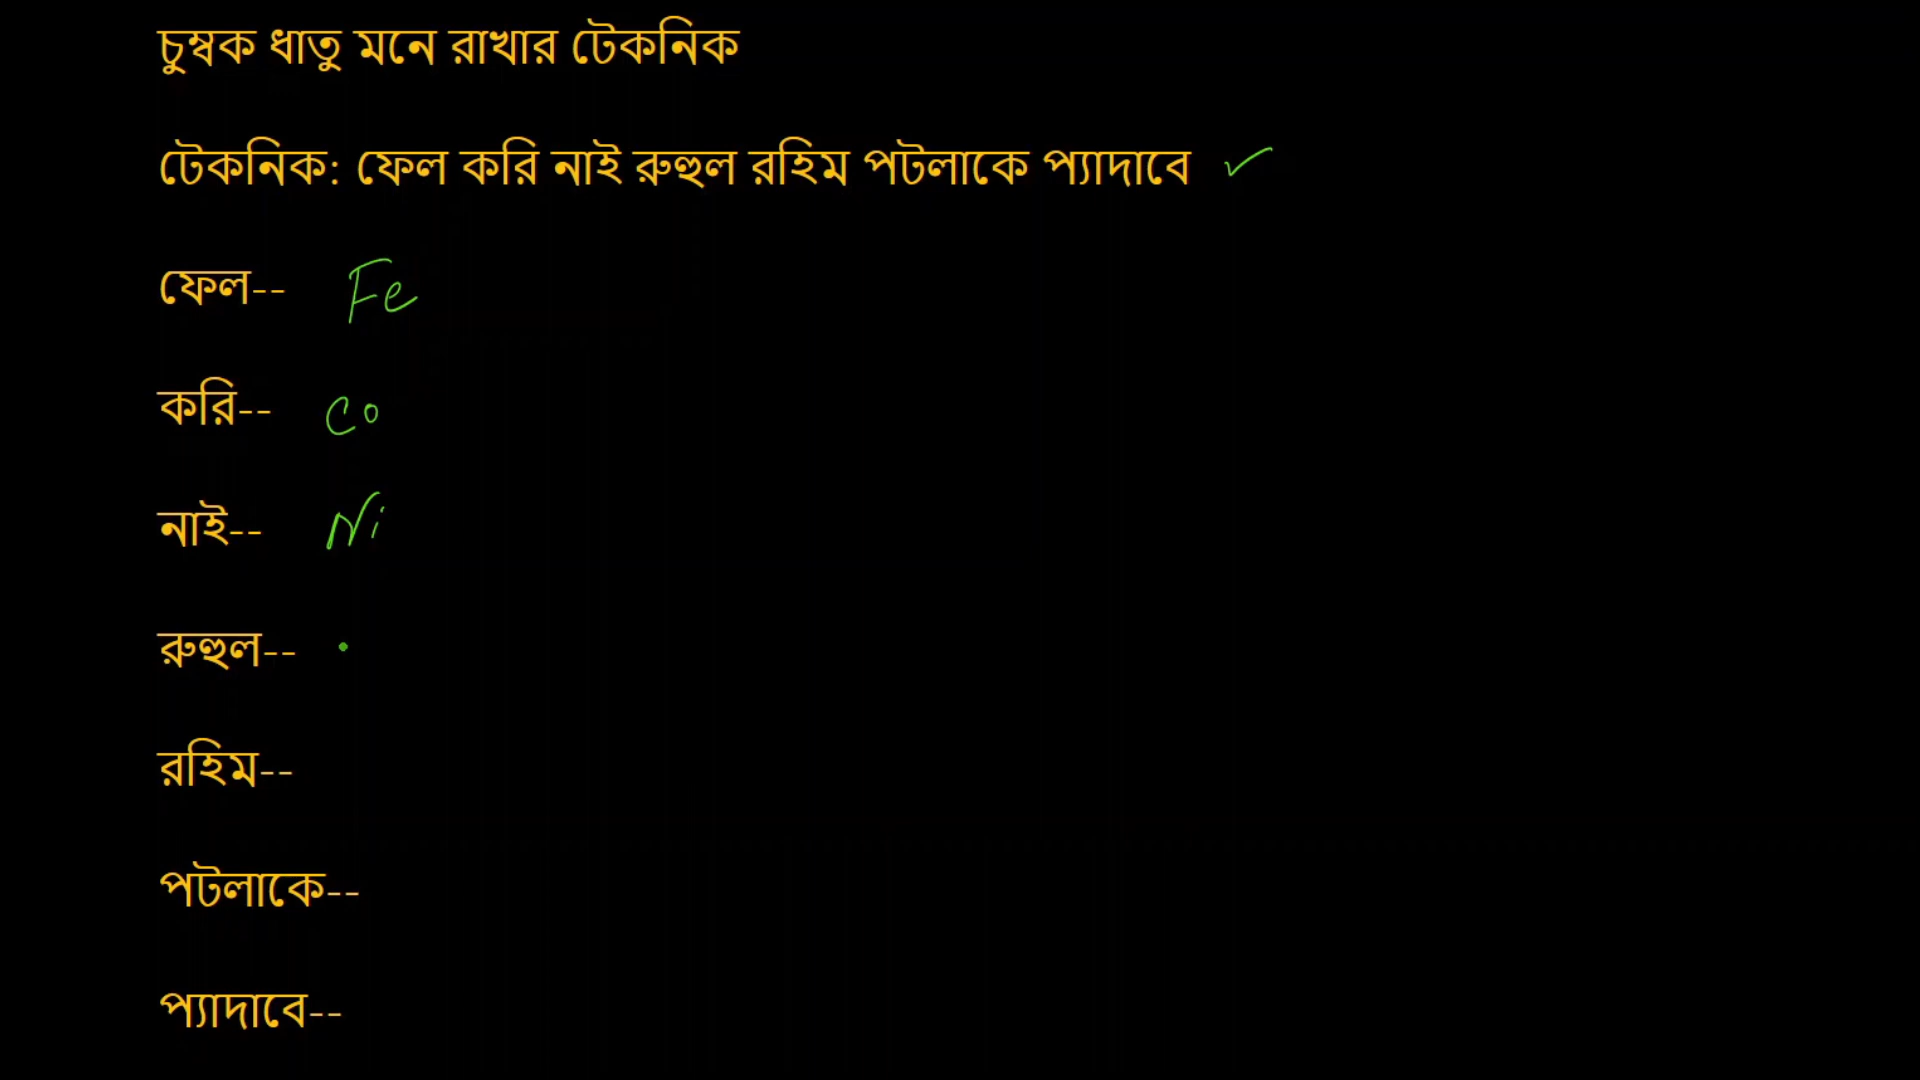 চুম্বক ধাতু মনে রাখার টেকনিক
টেকনিক: ফেল করি নাই রুহুল রহিম পটলাকে প্যাদাবে ✓
ফেল-- Fe
করি-- Co
নাই-- Ni
রুহুল--
রহিম--
পটলাকে--
প্যাদাবে--